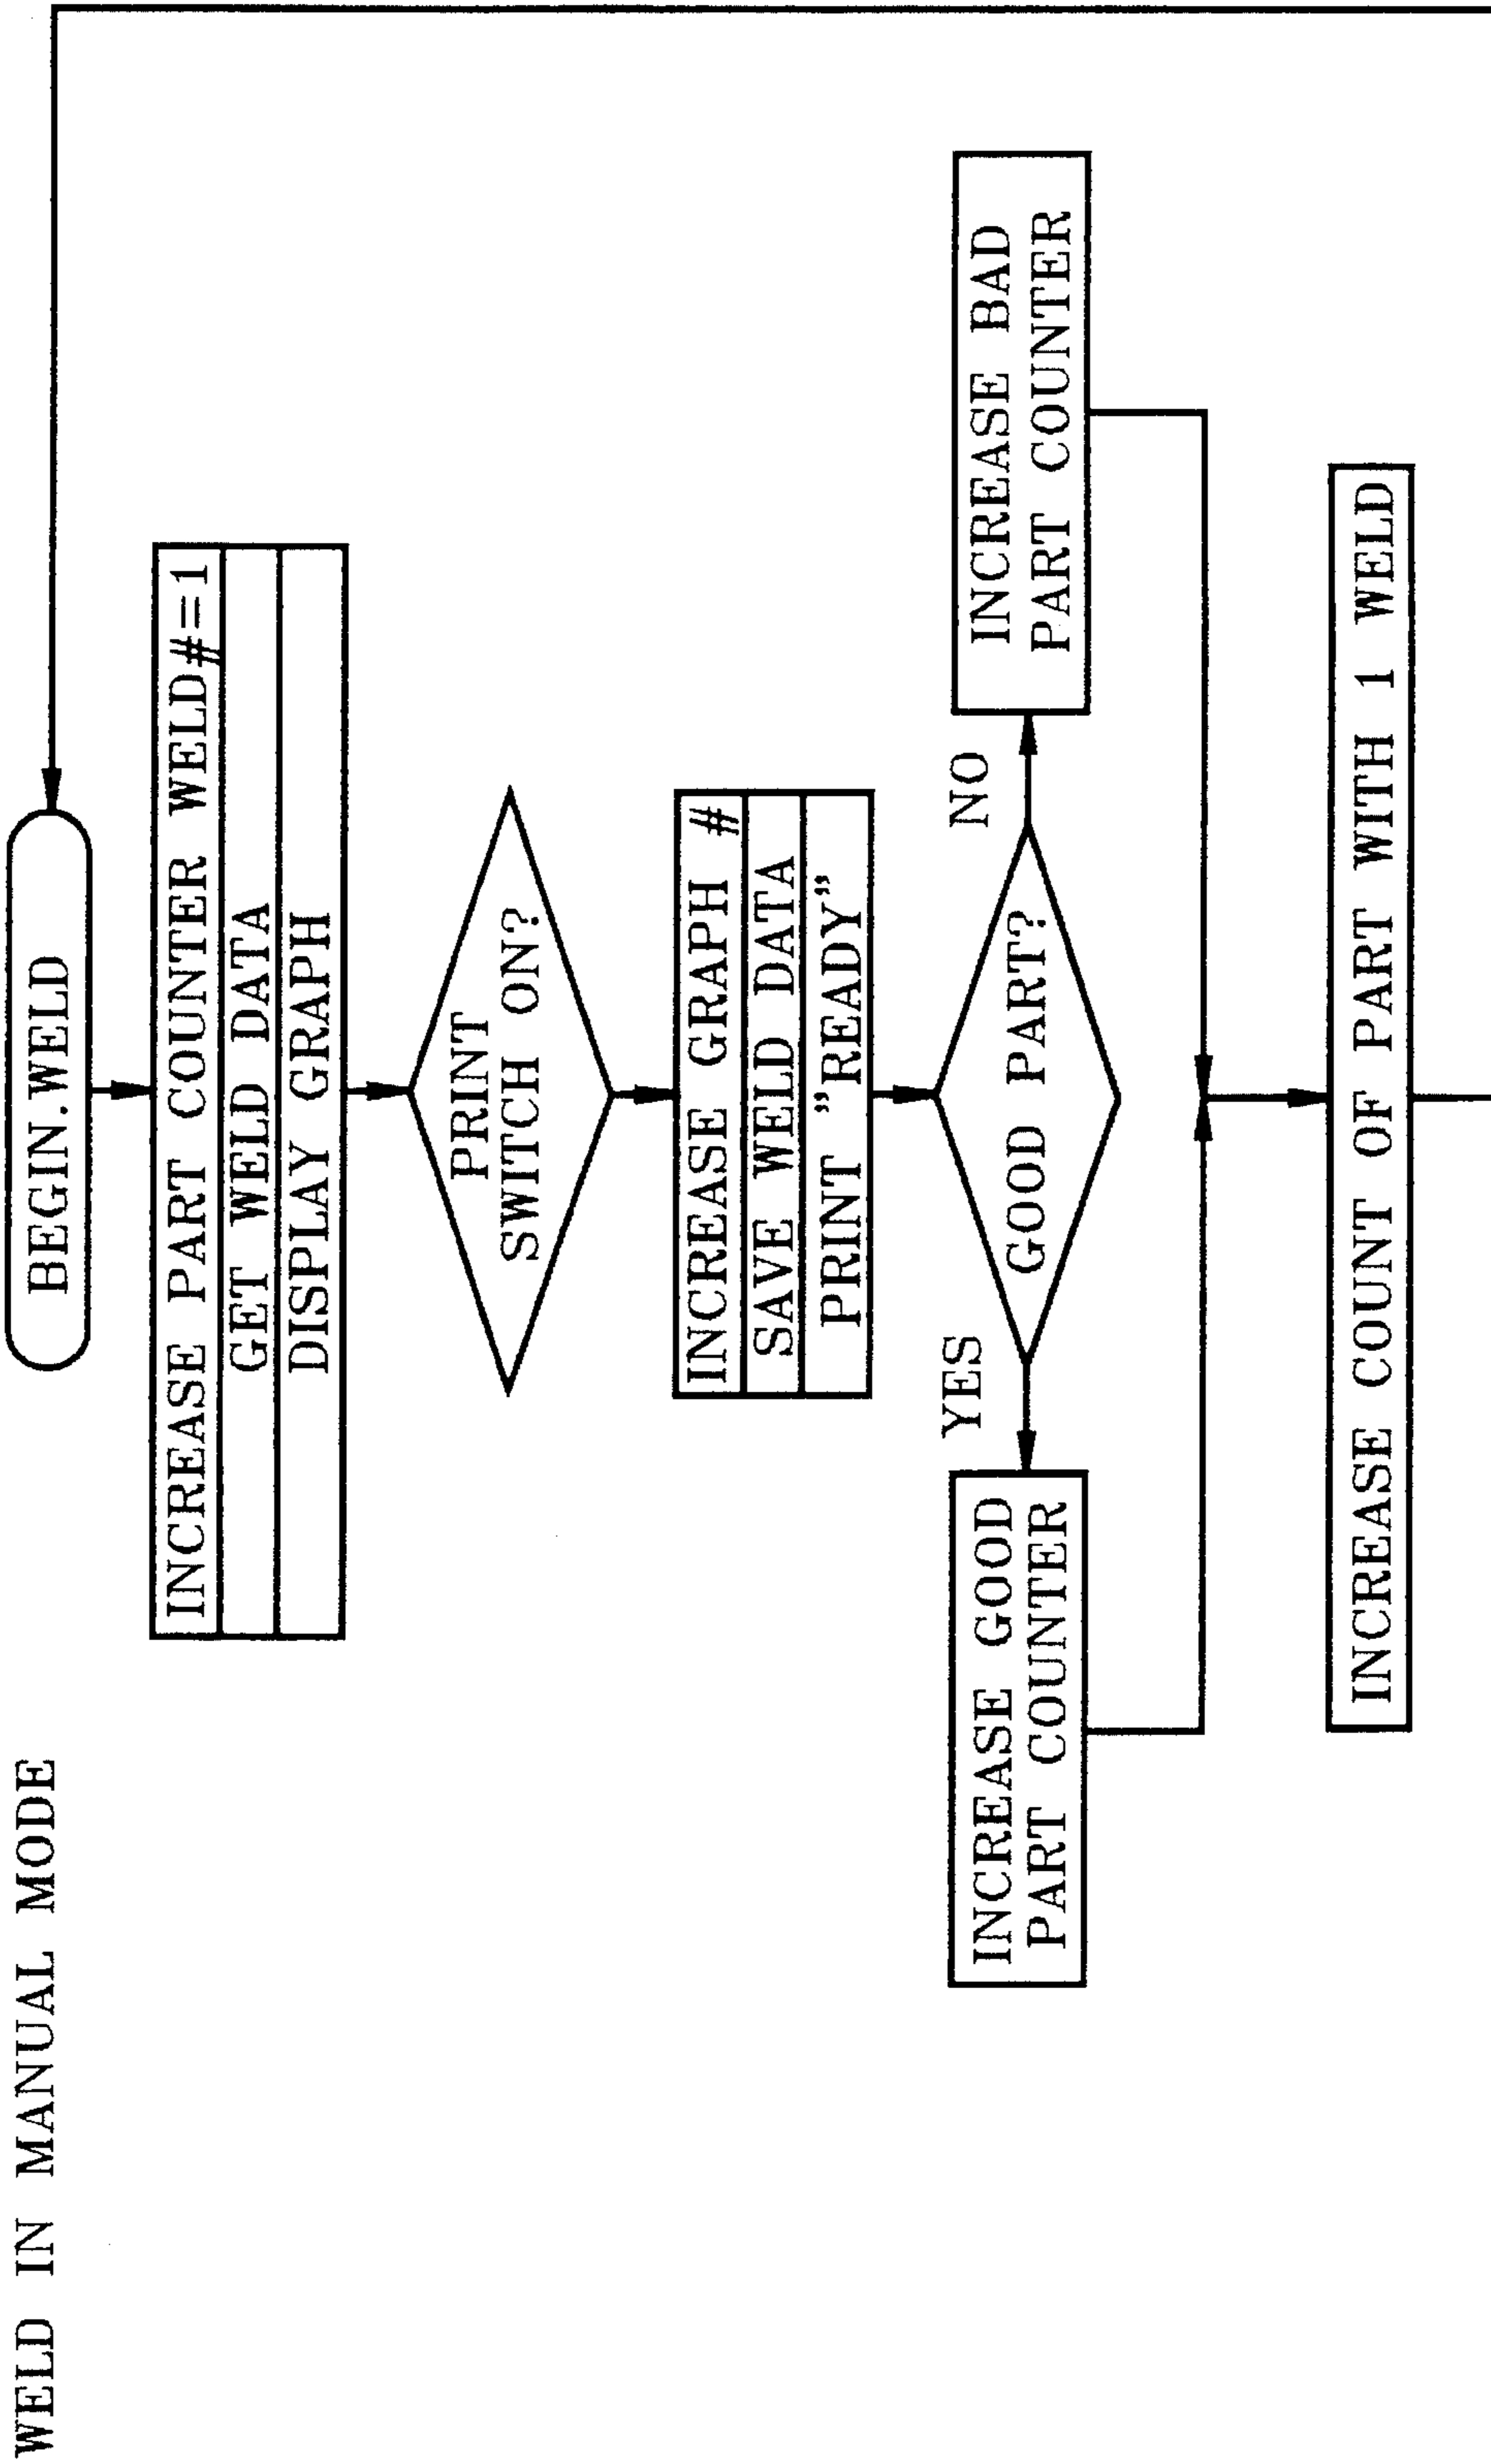 WELD IN MANUAL MODE
BEGIN.WELD
INCREASE PART COUNTER WELD#=1
GET WELD DATA
DISPLAY GRAPH
PRINT
SWITCH ON?
INCREASE GRAPH #
SAVE WELD DATA
PRINT "READY"
GOOD PART?
YES
NO
INCREASE GOOD
PART COUNTER
INCREASE BAD
PART COUNTER
INCREASE COUNT OF PART WITH 1 WELD